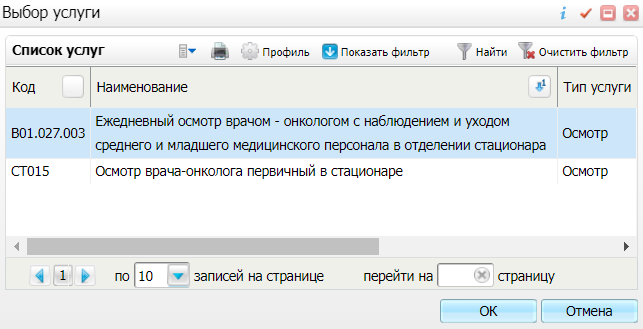 Выбор услуги
Список услуг Профиль Показать фильтр Найти Очистить фильтр
Код Наименование Тип услуги
B01.027.003 Ежедневный осмотр врачом - онкологом с наблюдением и уходом
среднего и младшего медицинского персонала в отделении стационара Осмотр
СТ015 Осмотр врача-онколога первичный в стационаре Осмотр
1 по 10 записей на странице перейти на страницу
ОК Отмена